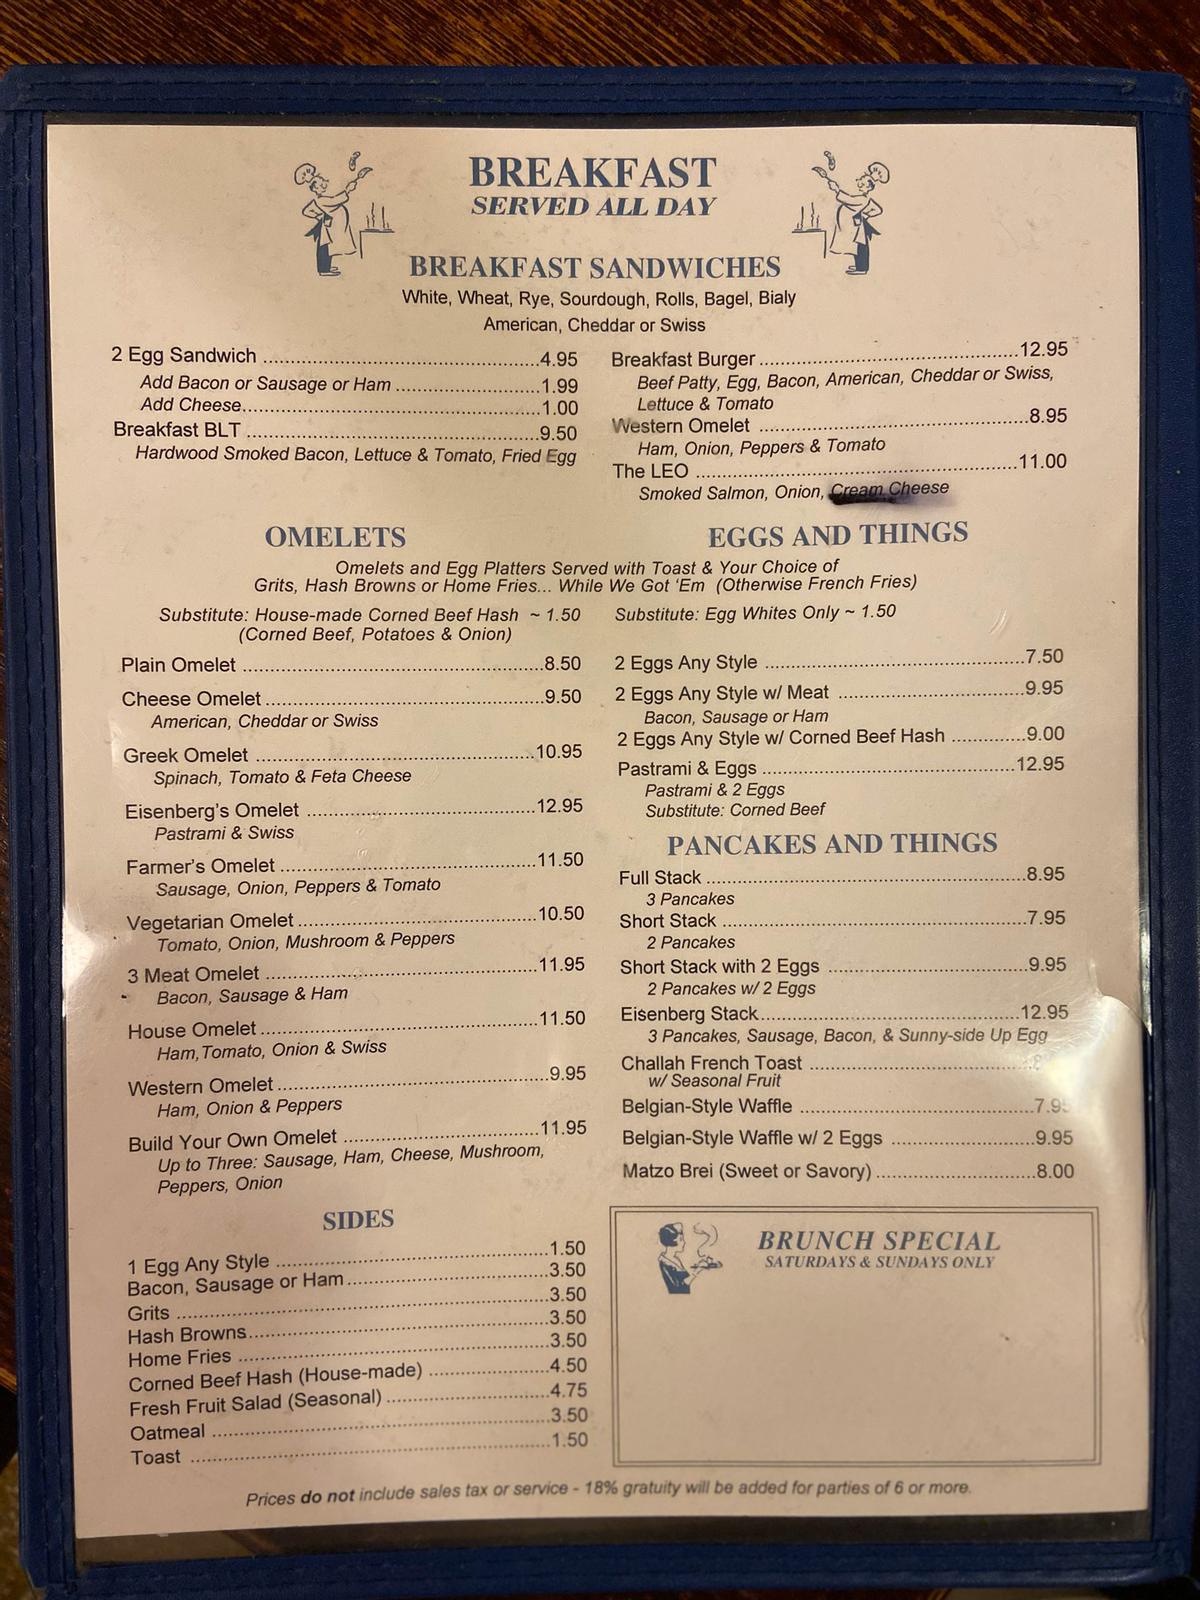 BREAKFAST
SERVED ALL DAY
BREAKFAST SANDWICHES
White, Wheat, Rye, Sourdough, Rolls, Bagel, Bialy
American, Cheddar or Swiss
2 Egg Sandwich ..... 4.95
Add Bacon or Sausage or Ham ..... 1.99
Add Cheese ..... 1.00
Breakfast BLT ..... 9.50
Hardwood Smoked Bacon, Lettuce & Tomato, Fried Egg
Breakfast Burger ..... 12.95
Beef Patty, Egg, Bacon, American, Cheddar or Swiss,
Lettuce & Tomato
Western Omelet ..... 8.95
Ham, Onion, Peppers & Tomato
The LEO ..... 11.00
Smoked Salmon, Onion, Cream Cheese
OMELETS
EGGS AND THINGS
Omelets and Egg Platters Served with Toast & Your Choice of
Grits, Hash Browns or Home Fries... While We Got 'Em (Otherwise French Fries)
Substitute: House-made Corned Beef Hash ~ 1.50
(Corned Beef, Potatoes & Onion)
Plain Omelet ..... 8.50
Cheese Omelet ..... 9.50
American, Cheddar or Swiss
Greek Omelet ..... 10.95
Spinach, Tomato & Feta Cheese
Eisenberg's Omelet ..... 12.95
Pastrami & Swiss
Farmer's Omelet ..... 11.50
Sausage, Onion, Peppers & Tomato
Vegetarian Omelet ..... 10.50
Tomato, Onion, Mushroom & Peppers
3 Meat Omelet ..... 11.95
Bacon, Sausage & Ham
House Omelet ..... 11.50
Ham, Tomato, Onion & Swiss
Western Omelet ..... 9.95
Ham, Onion & Peppers
Build Your Own Omelet ..... 11.95
Up to Three: Sausage, Ham, Cheese, Mushroom,
Peppers, Onion
SIDES
1 Egg Any Style ..... 1.50
Bacon, Sausage or Ham ..... 3.50
Grits ..... 3.50
Hash Browns ..... 3.50
Home Fries ..... 3.50
Corned Beef Hash (House-made) ..... 4.50
Fresh Fruit Salad (Seasonal) ..... 4.75
Oatmeal ..... 3.50
Toast ..... 1.50
Substitute: Egg Whites Only ~ 1.50
2 Eggs Any Style ..... 7.50
2 Eggs Any Style w/ Meat ..... 9.95
Bacon, Sausage or Ham
2 Eggs Any Style w/ Corned Beef Hash ..... 9.00
Pastrami & Eggs ..... 12.95
Pastrami & 2 Eggs
Substitute: Corned Beef
PANCAKES AND THINGS
Full Stack ..... 8.95
3 Pancakes
Short Stack ..... 7.95
2 Pancakes
Short Stack with 2 Eggs ..... 9.95
2 Pancakes w/ 2 Eggs
Eisenberg Stack ..... 12.95
3 Pancakes, Sausage, Bacon, & Sunny-side Up Egg
Challah French Toast .....
w/ Seasonal Fruit
Belgian-Style Waffle ..... 7.95
Belgian-Style Waffle w/ 2 Eggs ..... 9.95
Matzo Brei (Sweet or Savory) ..... 8.00
BRUNCH SPECIAL
SATURDAYS & SUNDAYS ONLY
Prices do not include sales tax or service - 18% gratuity will be added for parties of 6 or more.